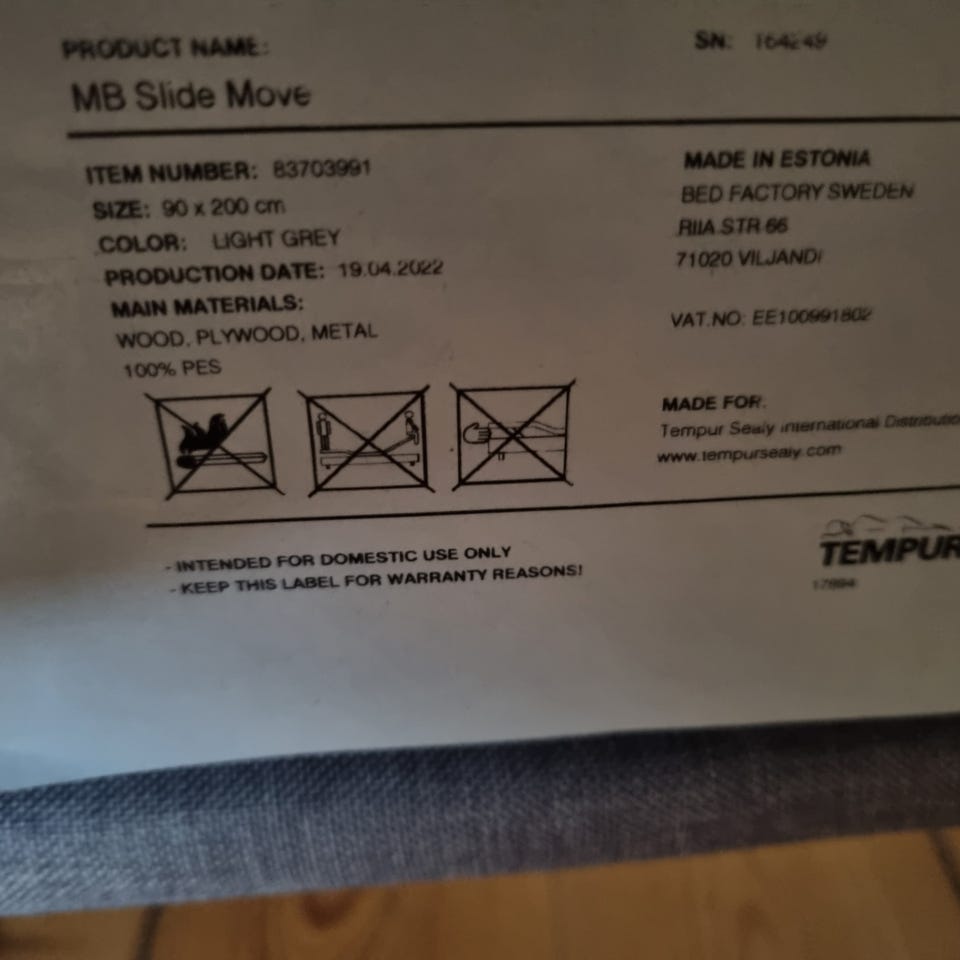 PRODUCT NAME:
MB Slide Move
SN: 164249
ITEM NUMBER: 83703991
SIZE: 90 x 200 cm
COLOR: LIGHT GREY
PRODUCTION DATE: 19.04.2022
MAIN MATERIALS:
WOOD, PLYWOOD, METAL
100% PES
MADE IN ESTONIA
BED FACTORY SWEDEN
RIIA STR 66
71020 VILJANDI
VAT.NO: EE100991802
MADE FOR:
Tempur Sealy International Distributio
www.tempursealy.com
- INTENDED FOR DOMESTIC USE ONLY
- KEEP THIS LABEL FOR WARRANTY REASONS!
TEMPUR